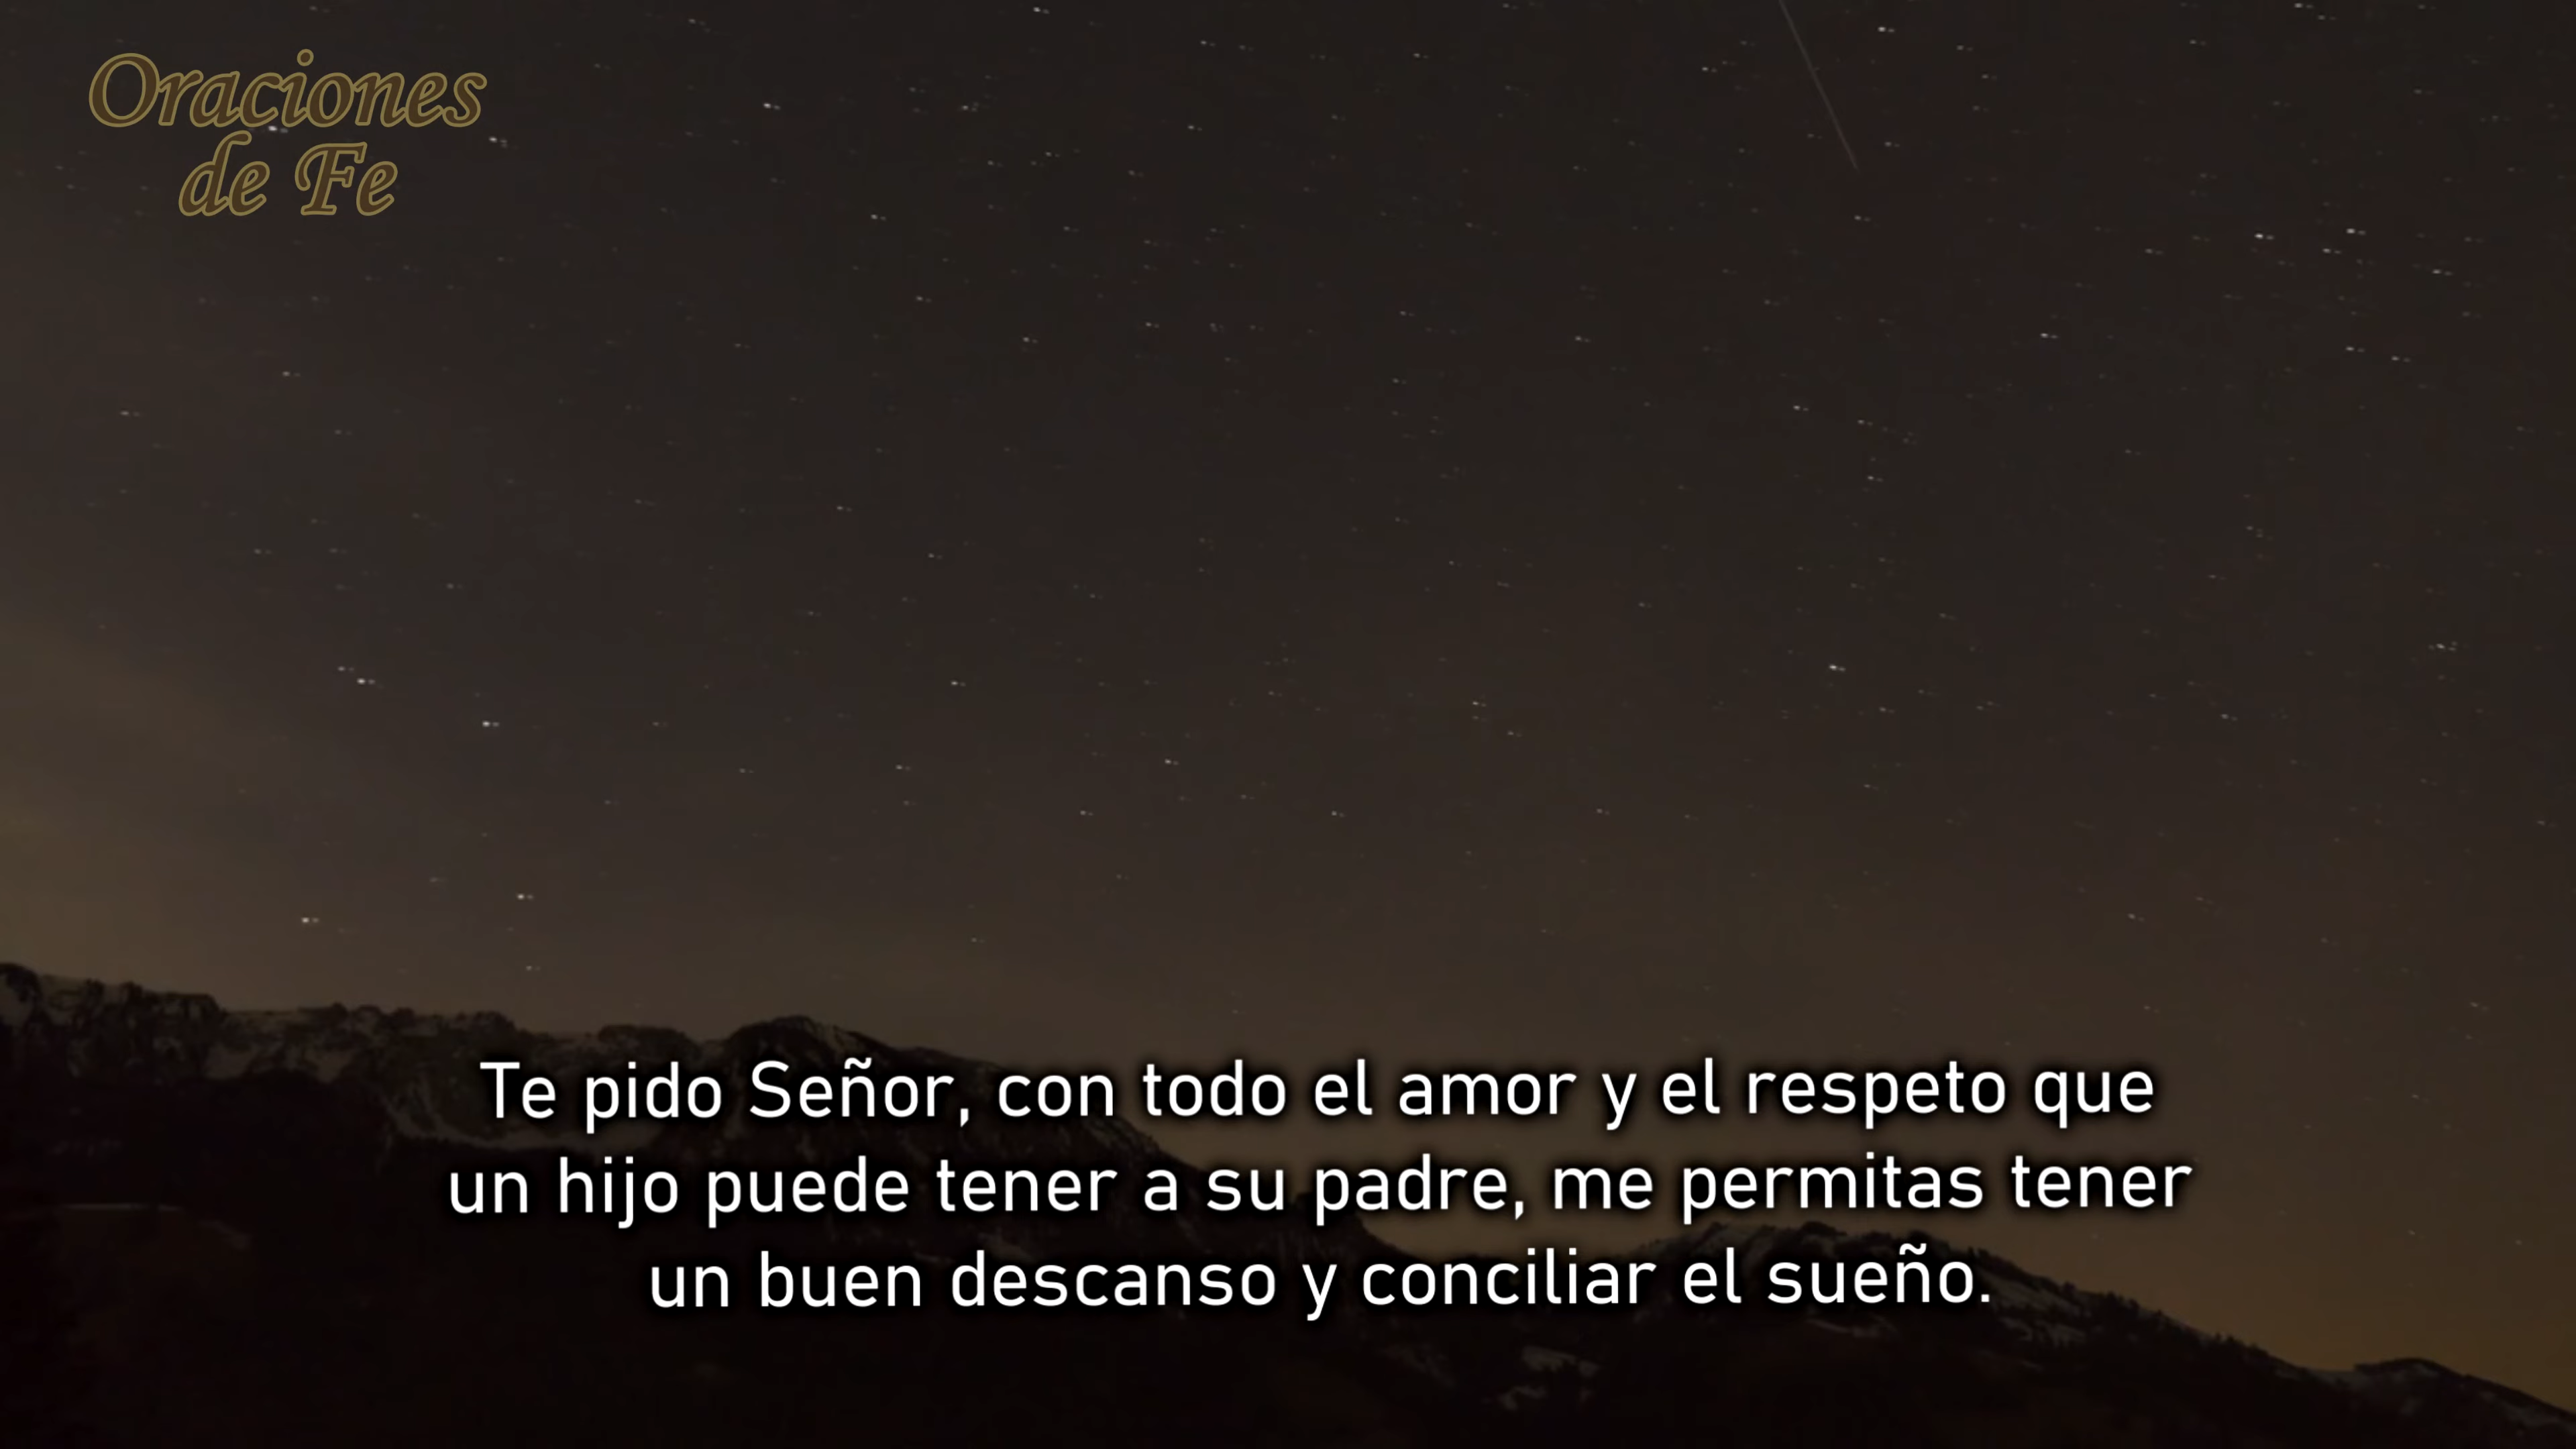 Oraciones
de Fe
Te pido Señor, con todo el amor y el respeto que
un hijo puede tener a su padre, me permitas tener
un buen descanso y conciliar el sueño.